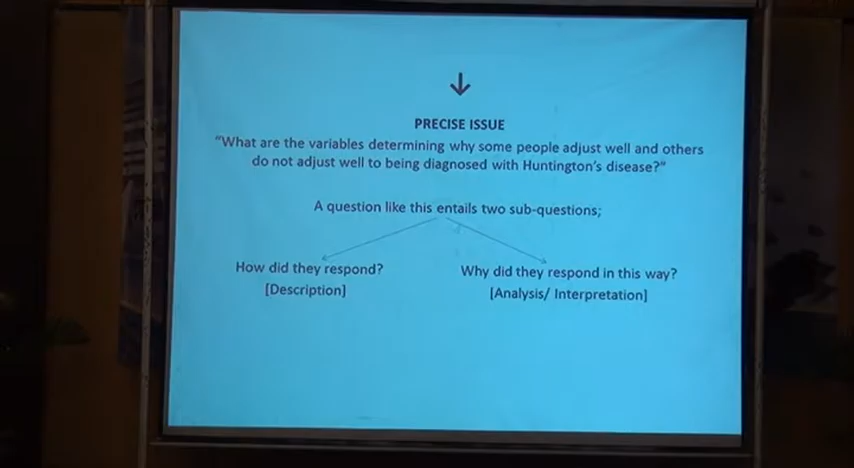 PRECISE ISSUE
"What are the variables determining why some people adjust well and others
do not adjust well to being diagnosed with Huntington's disease?"
A question like this entails two sub-questions;
How did they respond?
Why did they respond in this way?
[Description]
[Analysis/ Interpretation]